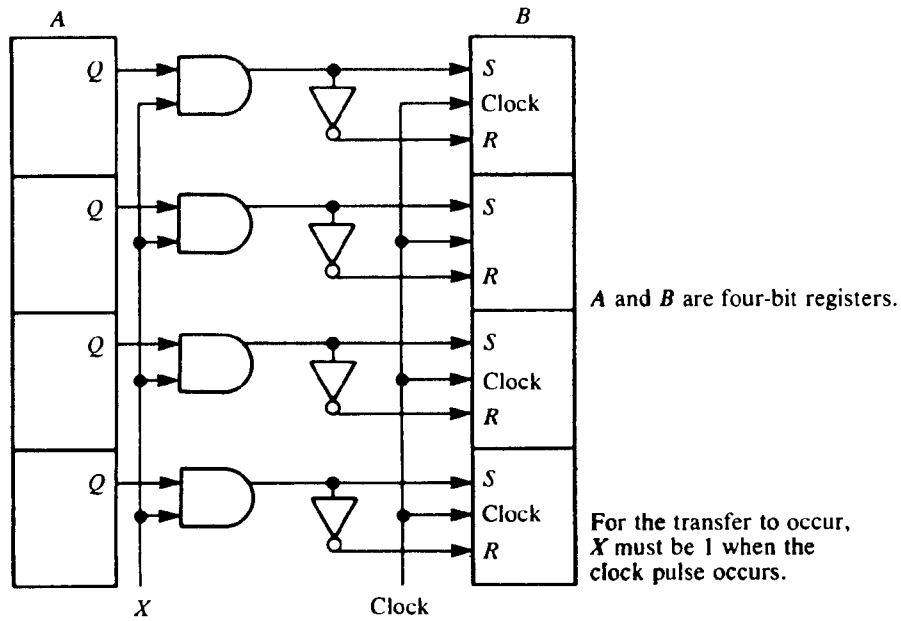 A B
Q S
Clock
R
Q S
R
A and B are four-bit registers.
Q S
Clock
R
Q S
Clock
R
For the transfer to occur,
X must be 1 when the
clock pulse occurs.
X Clock